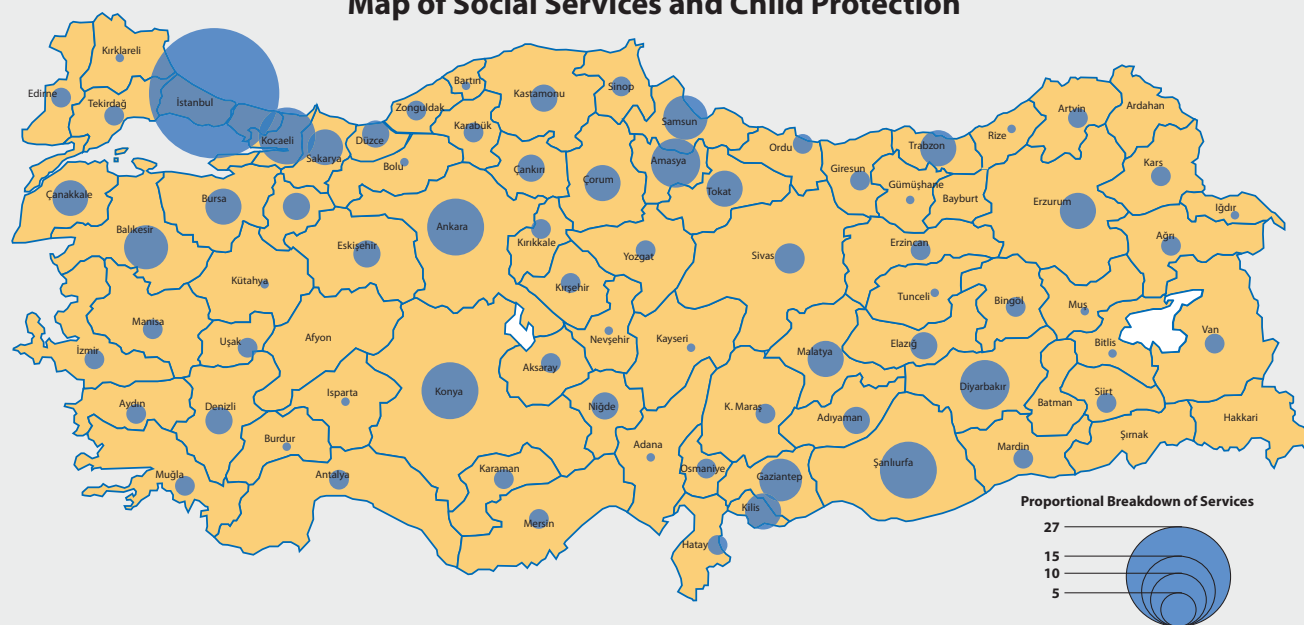 Map of Social Services and Child Protection
Kırklareli
Edirne
Tekirdağ
İstanbul
Kocaeli
Sakarya
Düzce
Zonguldak
Bartın
Karabük
Kastamonu
Sinop
Samsun
Bolu
Çankırı
Çorum
Amasya
Tokat
Ordu
Giresun
Trabzon
Gümüşhane
Bayburt
Rize
Artvin
Ardahan
Kars
Iğdır
Erzurum
Ağrı
Çanakkale
Balıkesir
Bursa
Eskişehir
Ankara
Kırıkkale
Yozgat
Sivas
Erzincan
Kütahya
Kırşehir
Tunceli
Bingöl
Muş
Manisa
Uşak
Afyon
Nevşehir
Kayseri
Malatya
Elazığ
Bitlis
Van
İzmir
Aksaray
Konya
Diyarbakır
Aydın
Denizli
Isparta
Niğde
K. Maraş
Adıyaman
Batman
Siirt
Hakkari
Burdur
Adana
Mardin
Şırnak
Muğla
Antalya
Karaman
Osmaniye
Gaziantep
Şanlıurfa
Mersin
Kilis
Hatay
Proportional Breakdown of Services
27
15
10
5